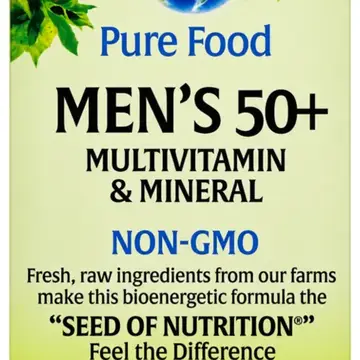 Pure Food
MEN'S 50+
MULTIVITAMIN
& MINERAL
NON-GMO
Fresh, raw ingredients from our farms
make this bioenergetic formula the
“SEED OF NUTRITION®”
Feel the Difference